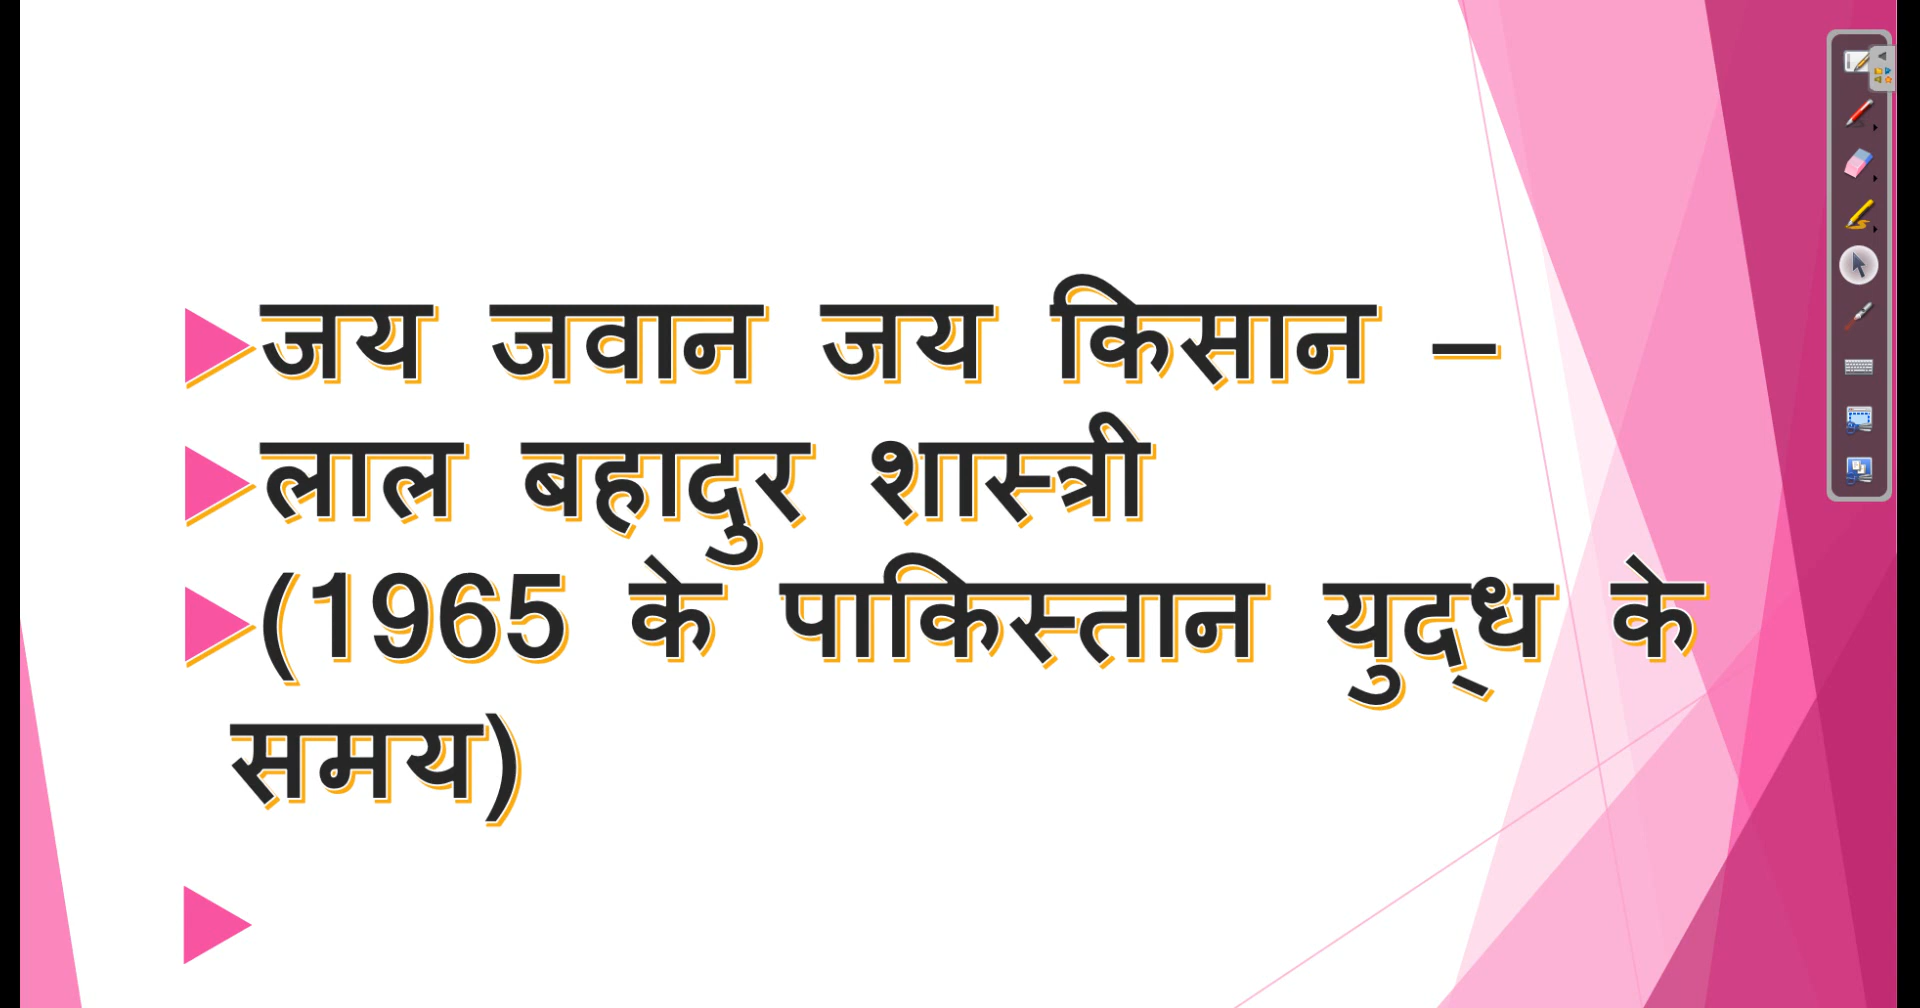 जय जवान जय किसान –
लाल बहादुर शास्त्री
(1965 के पाकिस्तान युद्ध के
समय)